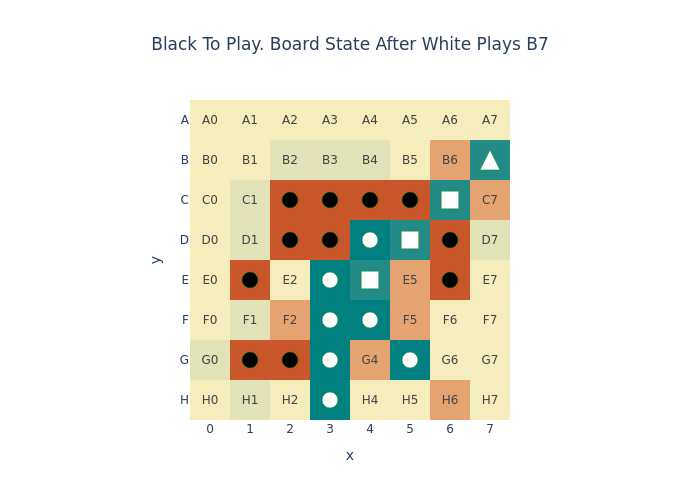 Black To Play. Board State After White Plays B7
A A0 A1 A2 A3 A4 A5 A6 A7
B B0 B1 B2 B3 B4 B5 B6
C C0 C1 C7
D D0 D1 D7
E E0 E2 E5 E7
F F0 F1 F2 F5 F6 F7
G G0 G4 G6 G7
H H0 H1 H2 H4 H5 H6 H7
0 1 2 3 4 5 6 7
x
y